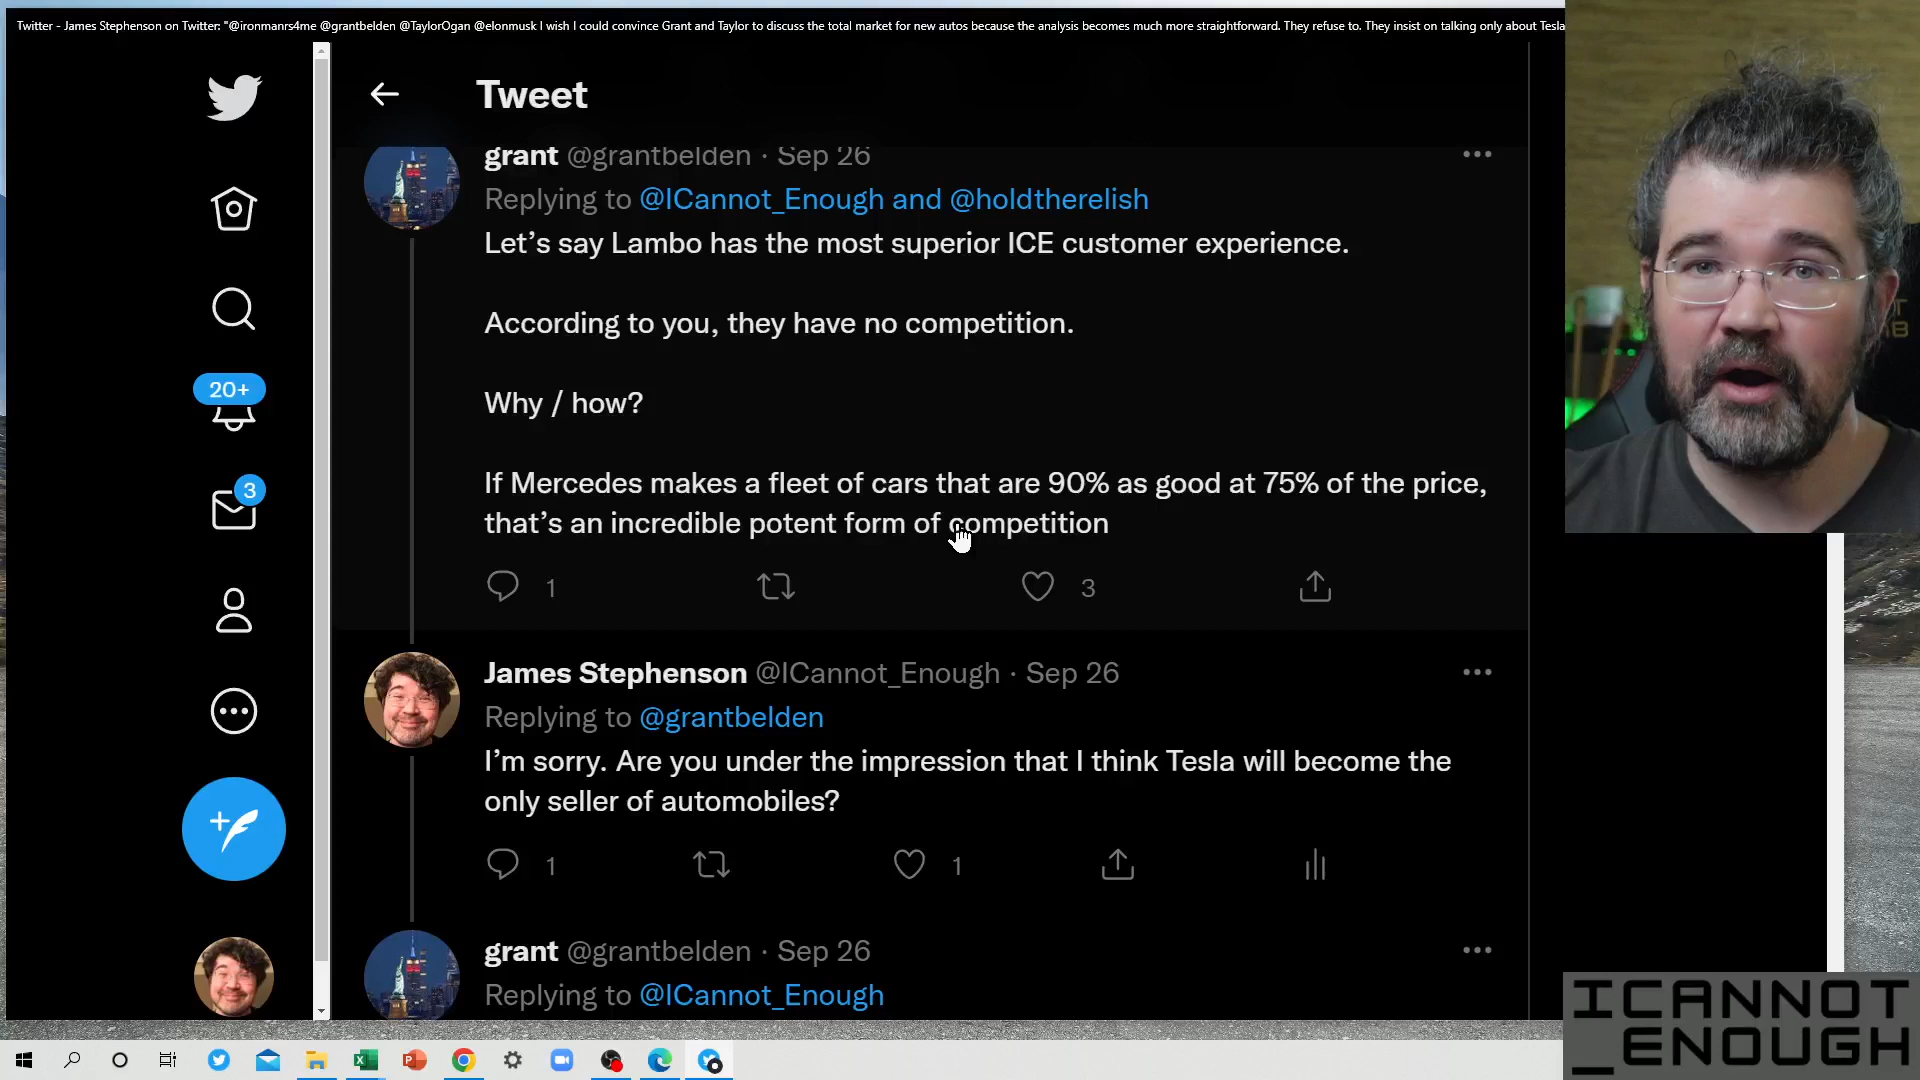 Twitter - James Stephenson on Twitter: "@ironmanrs4me @grantbelden @TaylorOgan @elonmusk I wish I could convince Grant and Taylor to discuss the total market for new autos because the analysis becomes much more straightforward. They refuse to. They insist on talking only about Tesla
Tweet
grant @grantbelden · Sep 26
Replying to @ICannot_Enough and @holdtherelish
Let's say Lambo has the most superior ICE customer experience.
According to you, they have no competition.
Why / how?
If Mercedes makes a fleet of cars that are 90% as good at 75% of the price,
that's an incredible potent form of competition
1
3
James Stephenson @ICannot_Enough · Sep 26
Replying to @grantbelden
I'm sorry. Are you under the impression that I think Tesla will become the
only seller of automobiles?
1
1
grant @grantbelden · Sep 26
Replying to @ICannot_Enough
20+
3
ICANNOT
_ENOUGH